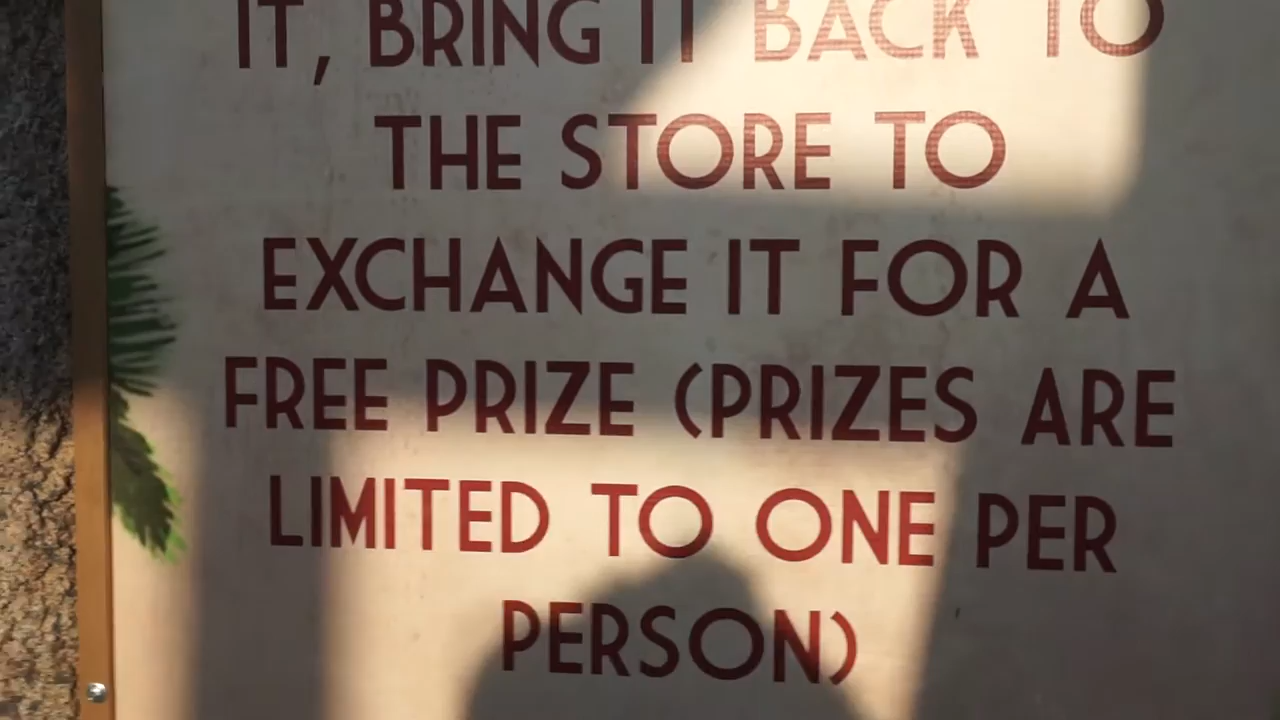 IT, BRING IT BACK TO
THE STORE TO
EXCHANGE IT FOR A
FREE PRIZE (PRIZES ARE
LIMITED TO ONE PER
PERSON)